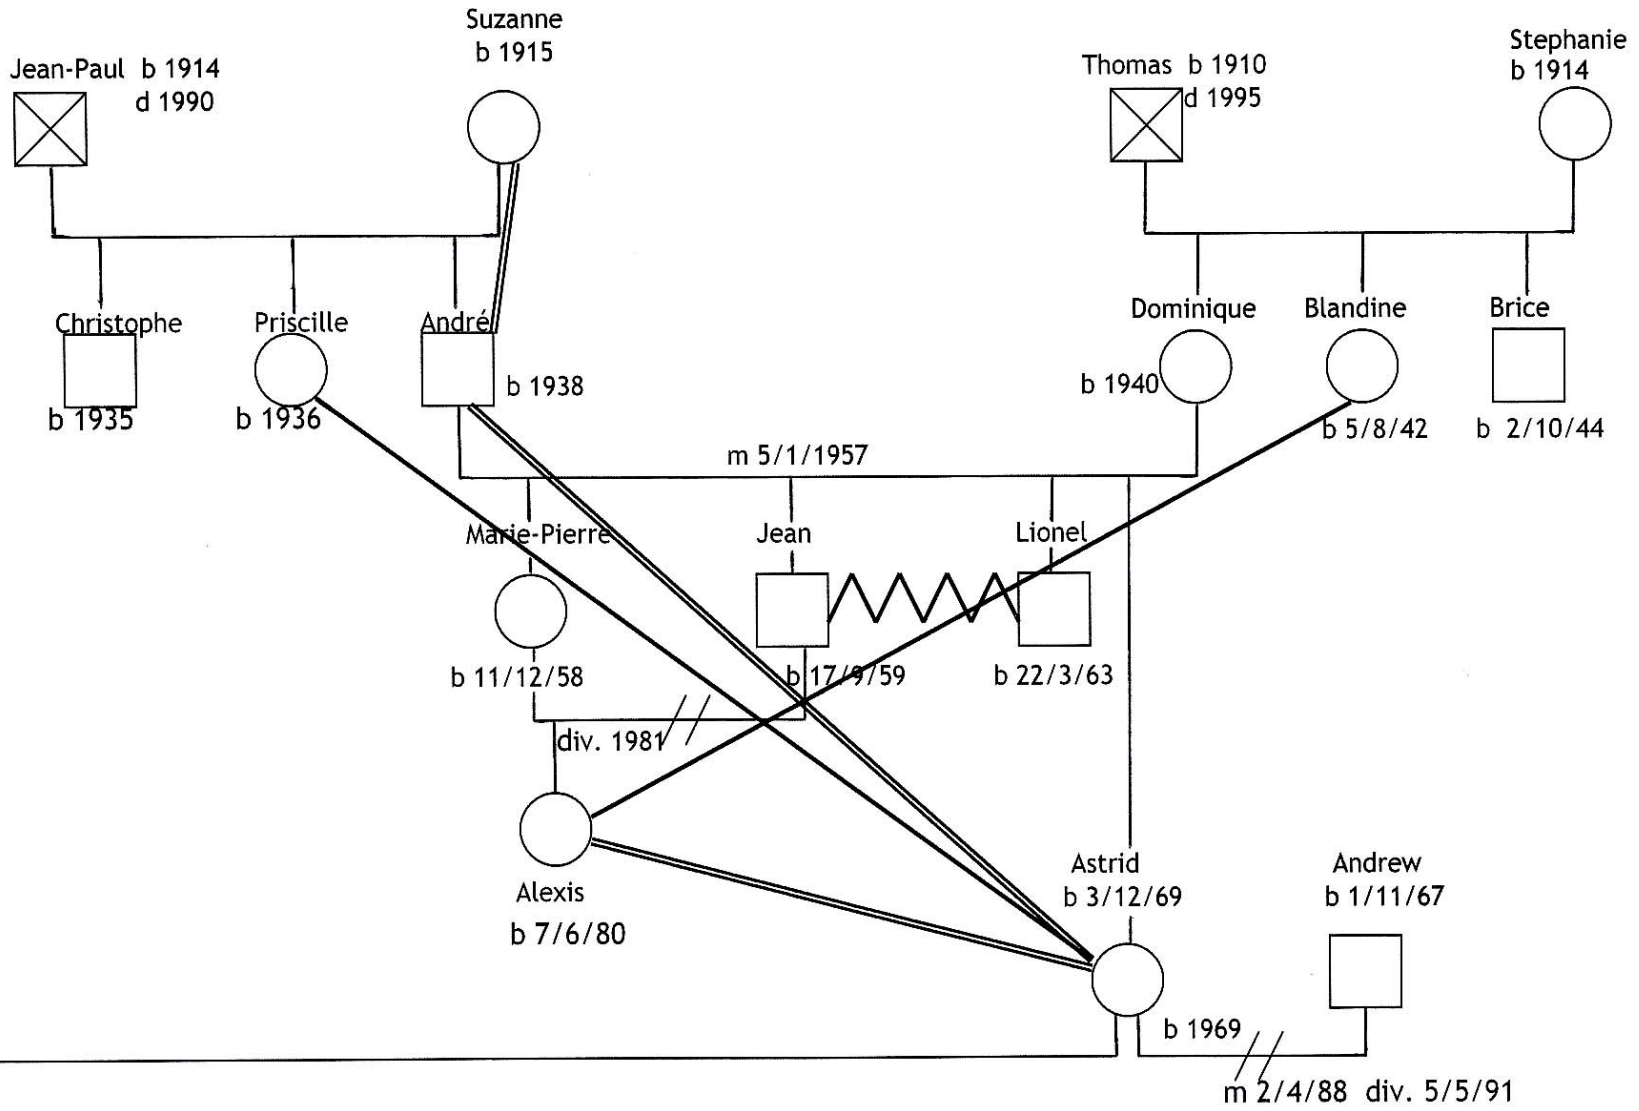 Suzanne
b 1915
Jean-Paul b 1914
d 1990
Thomas b 1910
d 1995
Stephanie
b 1914
Christophe
b 1935
Priscille
b 1936
André
b 1938
Dominique
b 1940
Blandine
b 5/8/42
Brice
b 2/10/44
m 5/1/1957
Marie-Pierre
b 11/12/58
Jean
b 17/9/59
Lionel
b 22/3/63
div. 1981
Alexis
b 7/6/80
Astrid
b 3/12/69
Andrew
b 1/11/67
b 1969
m 2/4/88 div. 5/5/91